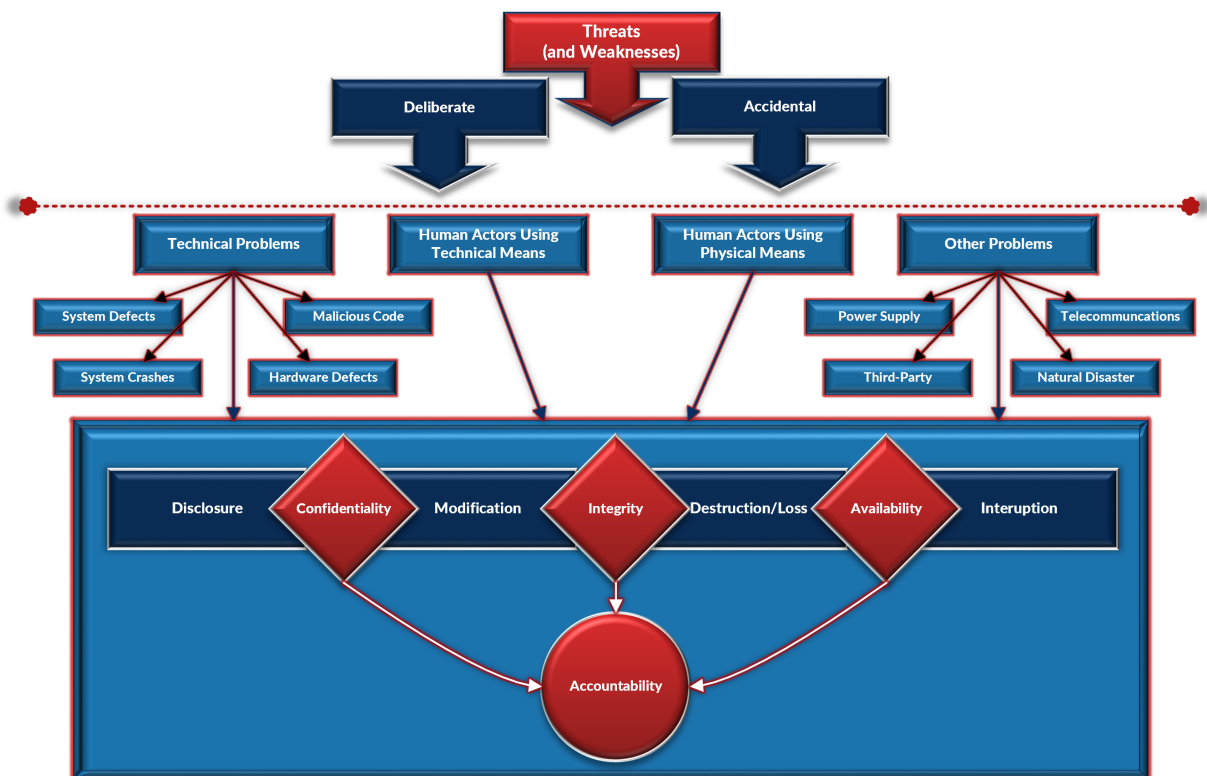 Threats
(and Weaknesses)
Deliberate
Accidental
Technical Problems
Human Actors Using
Technical Means
Human Actors Using
Physical Means
Other Problems
System Defects
Malicious Code
Power Supply
Telecommuncations
System Crashes
Hardware Defects
Third-Party
Natural Disaster
Disclosure
Confidentiality
Modification
Integrity
Destruction/Loss
Availability
Interuption
Accountability